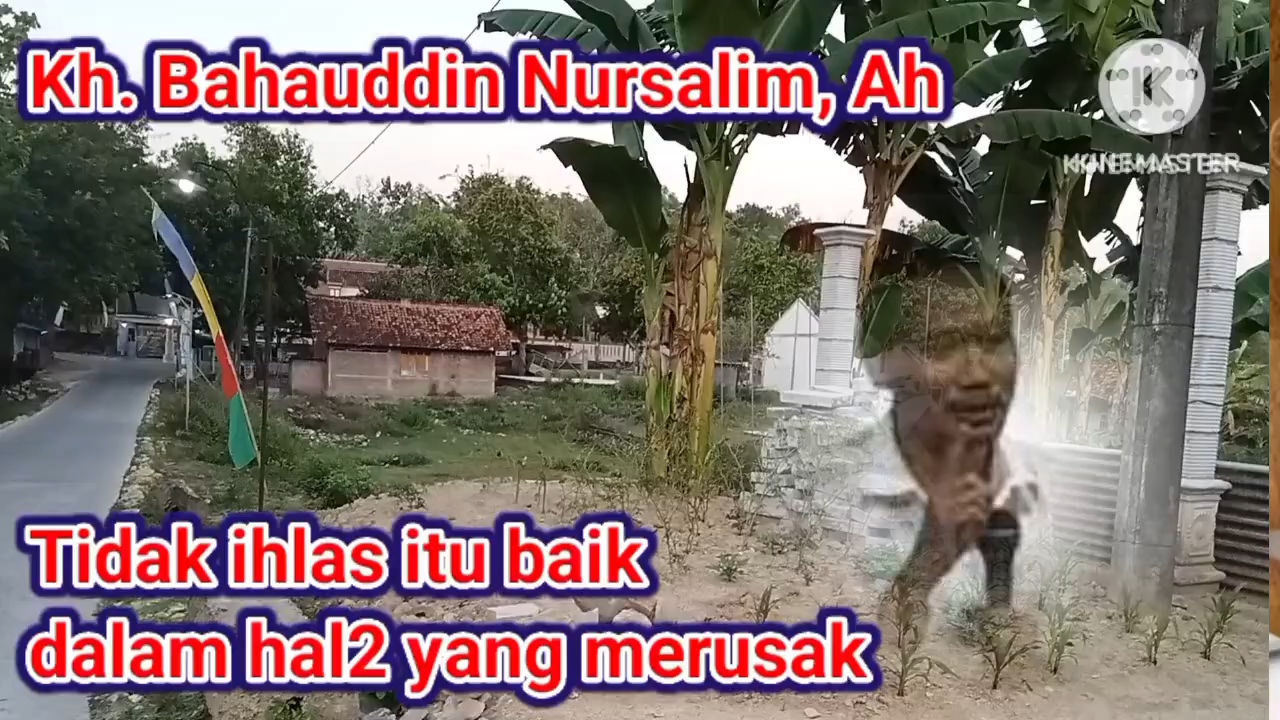 Kh. Bahauddin Nursalim, Ah
KINEMASTER
Tidak ihlas itu baik
dalam hal2 yang merusak